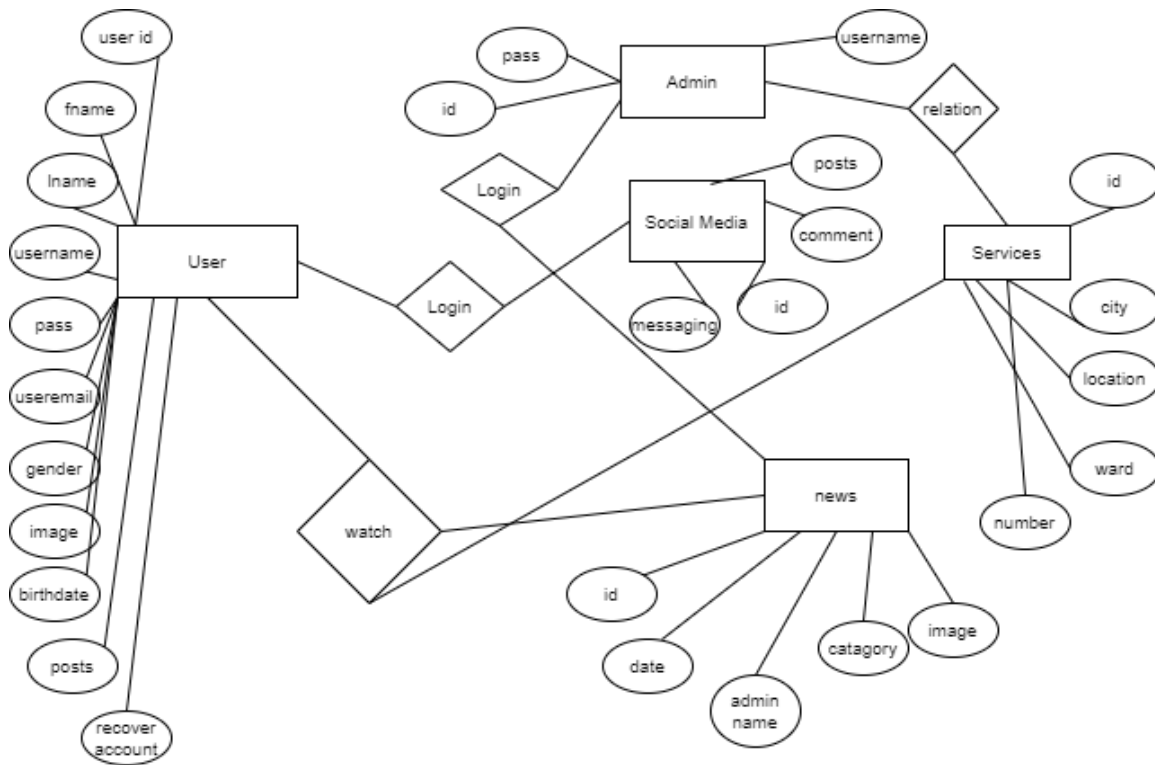 user id
username
pass
Admin
fname
id
relation
lname
Login
posts
id
Social Media
comment
username
User
Services
pass
Login
messaging
id
city
useremail
location
gender
ward
image
watch
news
number
birthdate
id
posts
date
catagory
image
admin
name
recover
account